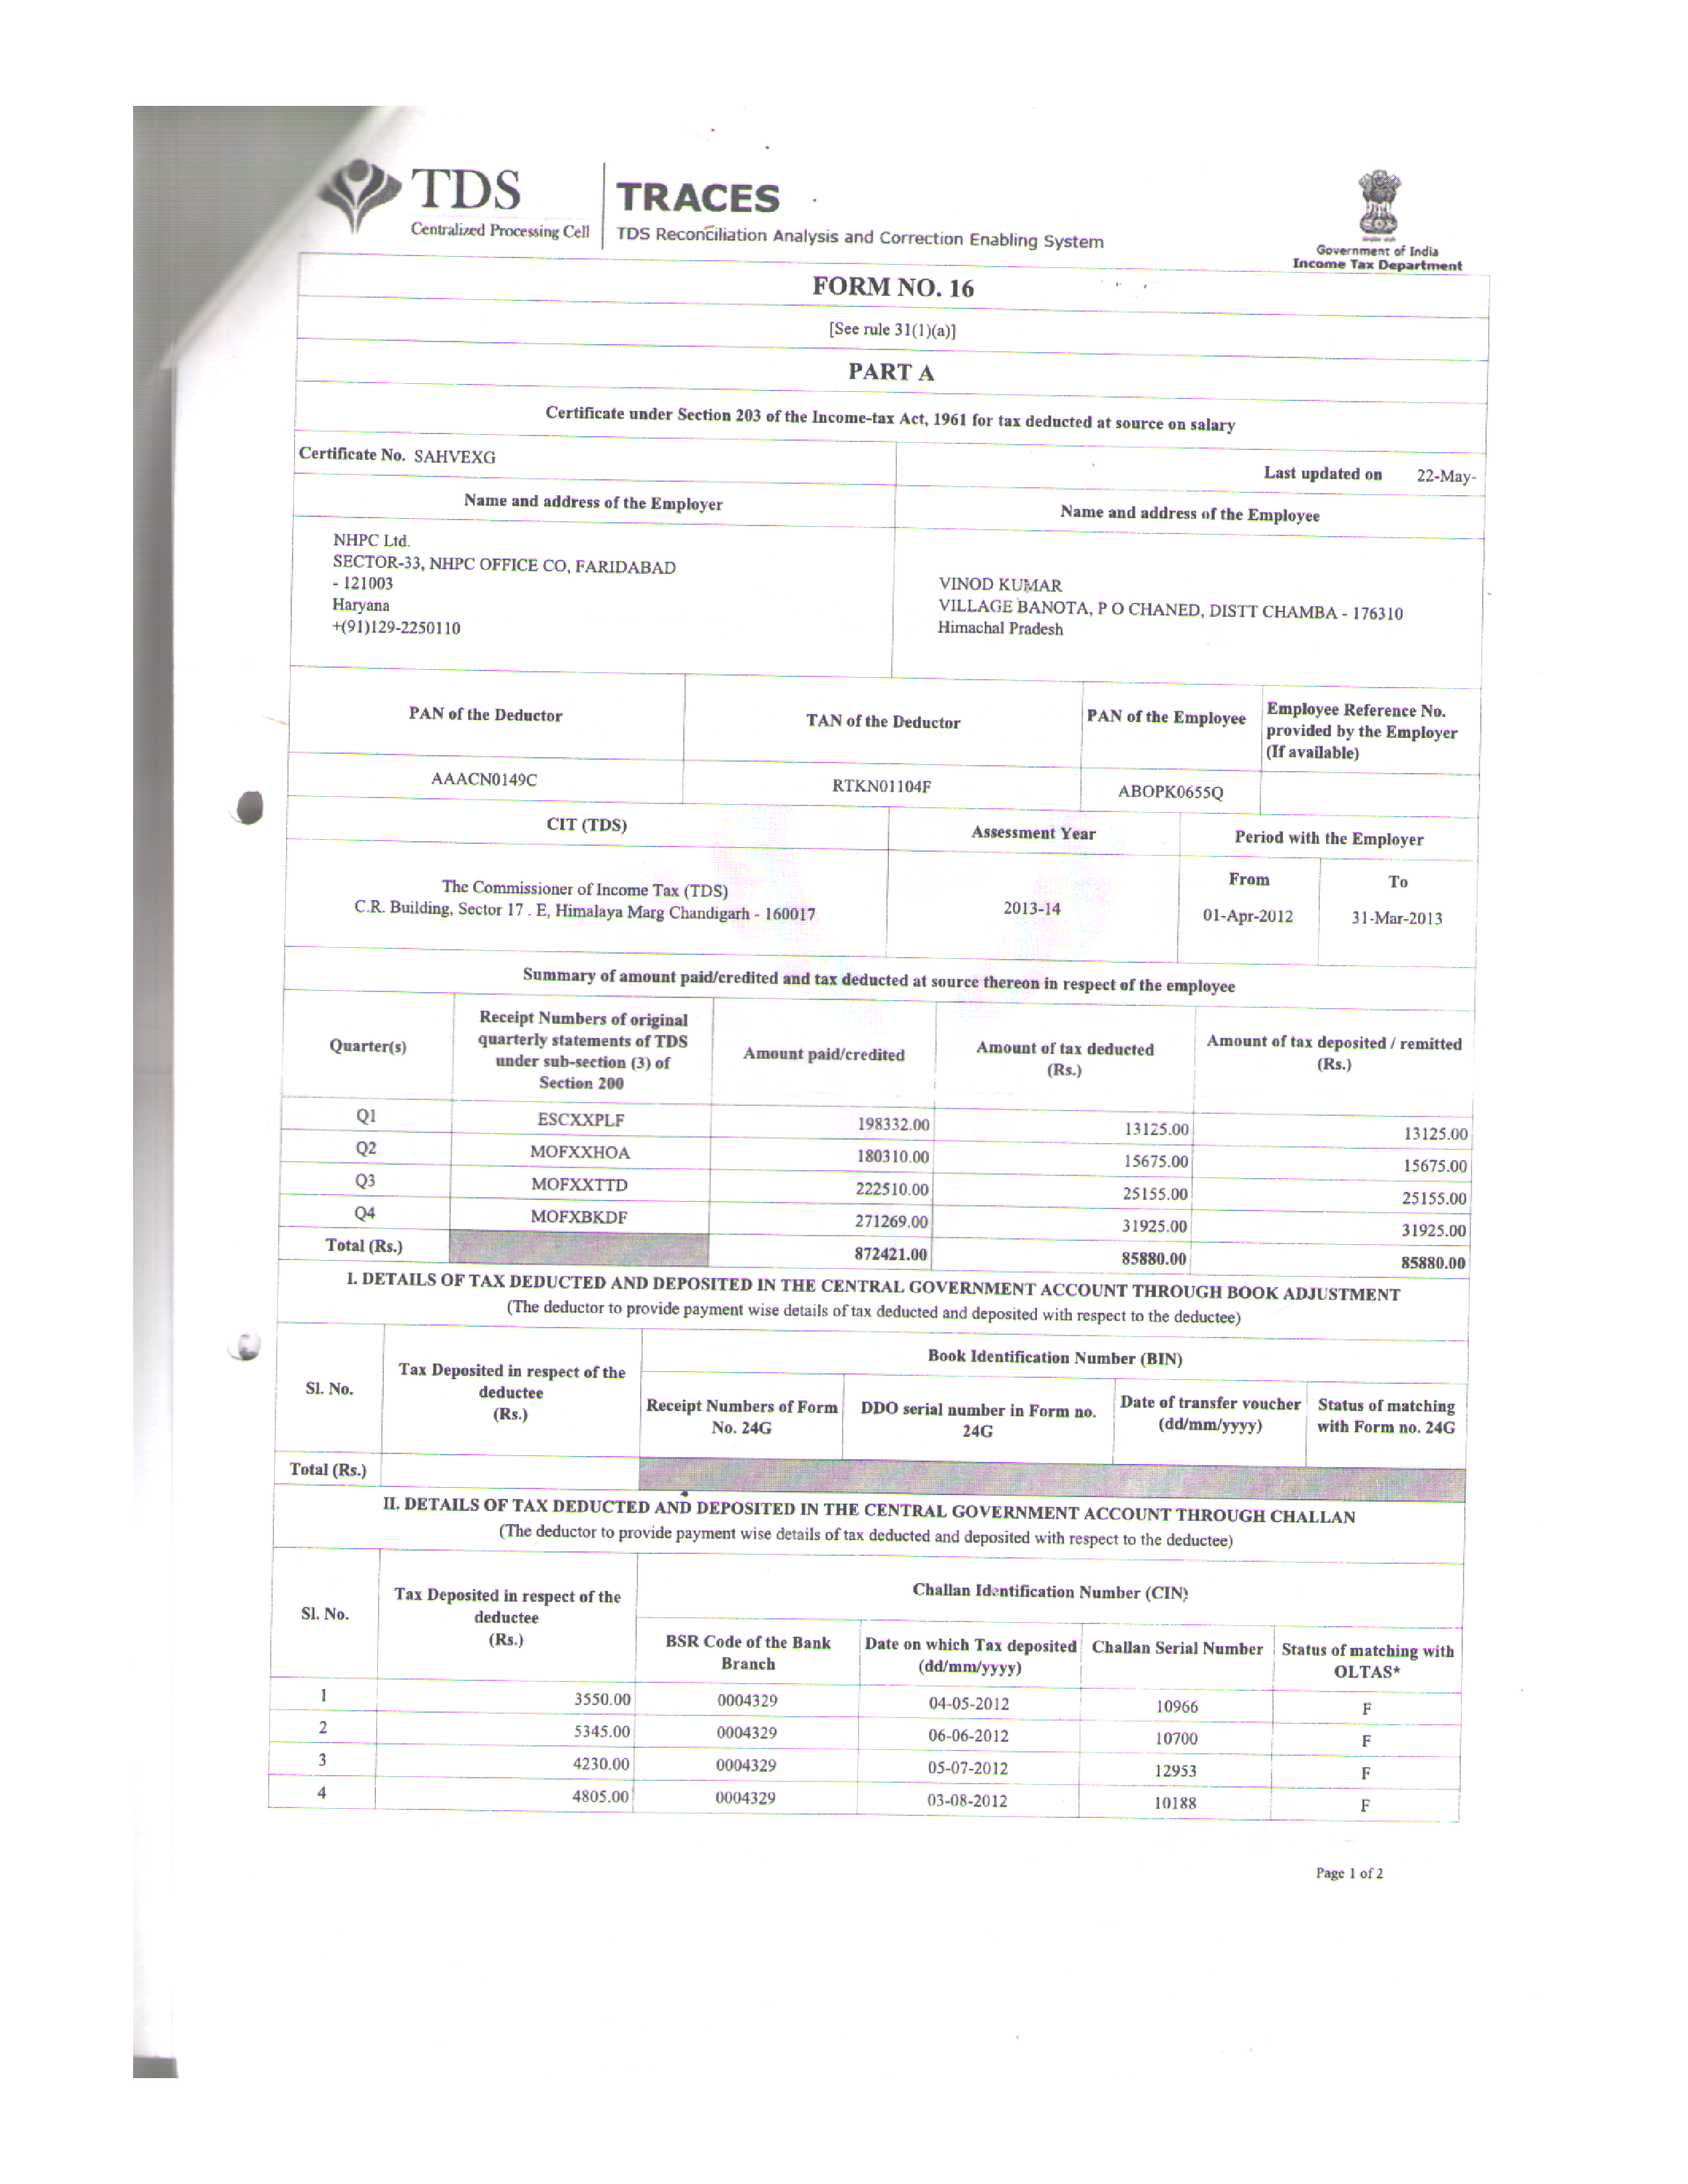 TDS
Centralized Processing Cell
TRACES
TDS Reconciliation Analysis and Correction Enabling System
Government of India
Income Tax Department
FORM NO. 16
[See rule 31(1)(a)]
PART A
Certificate under Section 203 of the Income-tax Act, 1961 for tax deducted at source on salary
Certificate No. SAHVEXG
Last updated on 22-May-
Name and address of the Employer
Name and address of the Employee
NHPC Ltd.
SECTOR-33, NHPC OFFICE CO, FARIDABAD
- 121003
Haryana
+(91)129-2250110
VINOD KUMAR
VILLAGE BANOTA, P O CHANED, DISTT CHAMBA - 176310
Himachal Pradesh
PAN of the Deductor
TAN of the Deductor
PAN of the Employee
Employee Reference No.
provided by the Employer
(If available)
AAACN0149C
RTKN01104F
ABOPK0655Q
CIT (TDS)
Assessment Year
Period with the Employer
The Commissioner of Income Tax (TDS)
C.R. Building, Sector 17 . E, Himalaya Marg Chandigarh - 160017
2013-14
From
To
01-Apr-2012
31-Mar-2013
Summary of amount paid/credited and tax deducted at source thereon in respect of the employee
Quarter(s)
Receipt Numbers of original
quarterly statements of TDS
under sub-section (3) of
Section 200
Amount paid/credited
Amount of tax deducted
(Rs.)
Amount of tax deposited / remitted
(Rs.)
Q1 ESCXXPLF 198332.00 13125.00 13125.00
Q2 MOFXXHOA 180310.00 15675.00 15675.00
Q3 MOFXXTTD 222510.00 25155.00 25155.00
Q4 MOFXBKDF 271269.00 31925.00 31925.00
Total (Rs.) 872421.00 85880.00 85880.00
I. DETAILS OF TAX DEDUCTED AND DEPOSITED IN THE CENTRAL GOVERNMENT ACCOUNT THROUGH BOOK ADJUSTMENT
(The deductor to provide payment wise details of tax deducted and deposited with respect to the deductee)
Sl. No.
Tax Deposited in respect of the
deductee
(Rs.)
Book Identification Number (BIN)
Receipt Numbers of Form
No. 24G
DDO serial number in Form no.
24G
Date of transfer voucher
(dd/mm/yyyy)
Status of matching
with Form no. 24G
Total (Rs.)
II. DETAILS OF TAX DEDUCTED AND DEPOSITED IN THE CENTRAL GOVERNMENT ACCOUNT THROUGH CHALLAN
(The deductor to provide payment wise details of tax deducted and deposited with respect to the deductee)
Sl. No.
Tax Deposited in respect of the
deductee
(Rs.)
Challan Identification Number (CIN)
BSR Code of the Bank
Branch
Date on which Tax deposited
(dd/mm/yyyy)
Challan Serial Number
Status of matching with
OLTAS*
1 3550.00 0004329 04-05-2012 10966 F
2 5345.00 0004329 06-06-2012 10700 F
3 4230.00 0004329 05-07-2012 12953 F
4 4805.00 0004329 03-08-2012 10188 F
Page 1 of 2